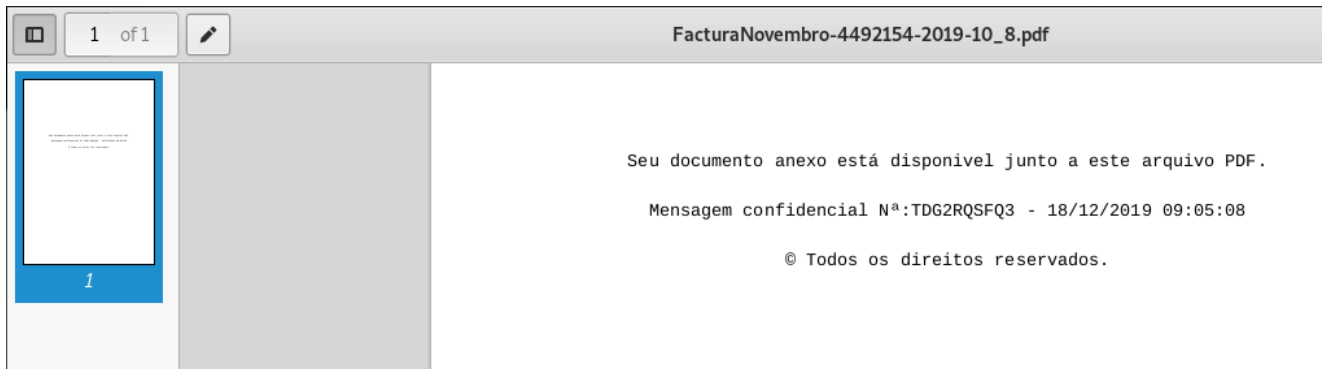 1 of 1
FacturaNovembro-4492154-2019-10_8.pdf
Seu documento anexo está disponivel junto a este arquivo PDF.
Mensagem confidencial Nª:TDG2RQSFQ3 - 18/12/2019 09:05:08
© Todos os direitos reservados.
1